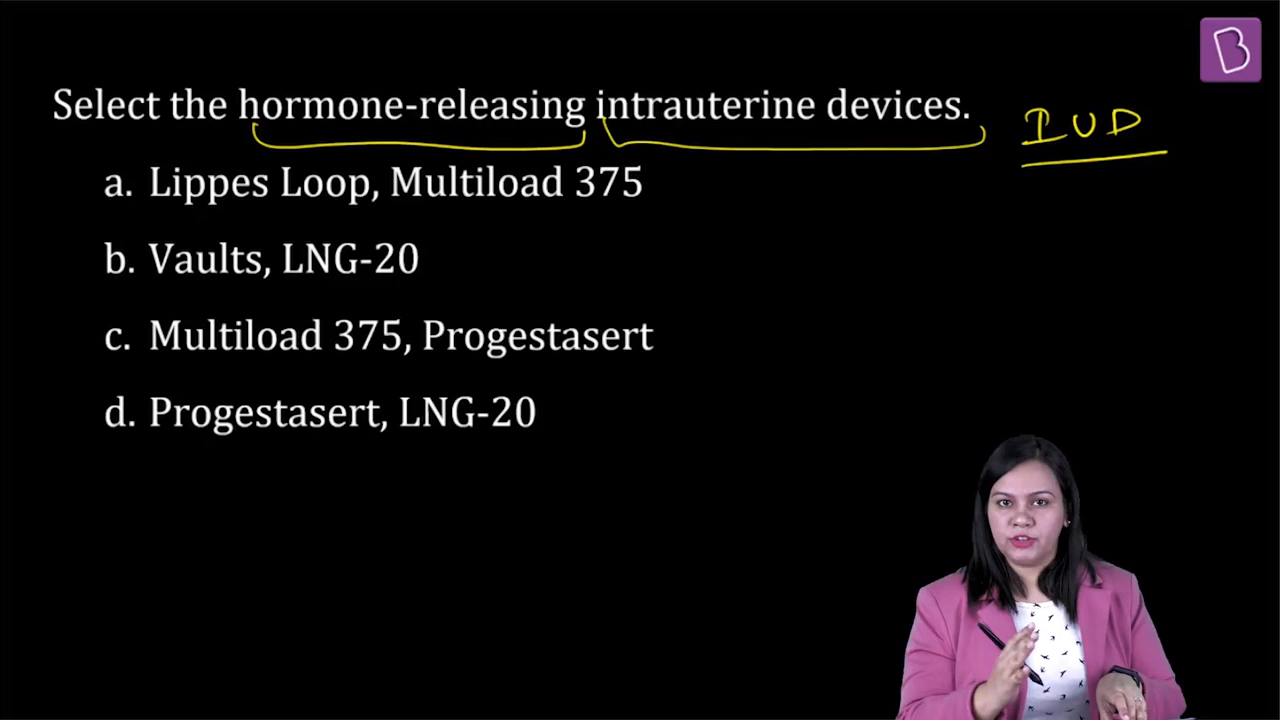 Select the hormone-releasing intrauterine devices. IUD
a. Lippes Loop, Multiload 375
b. Vaults, LNG-20
c. Multiload 375, Progestasert
d. Progestasert, LNG-20